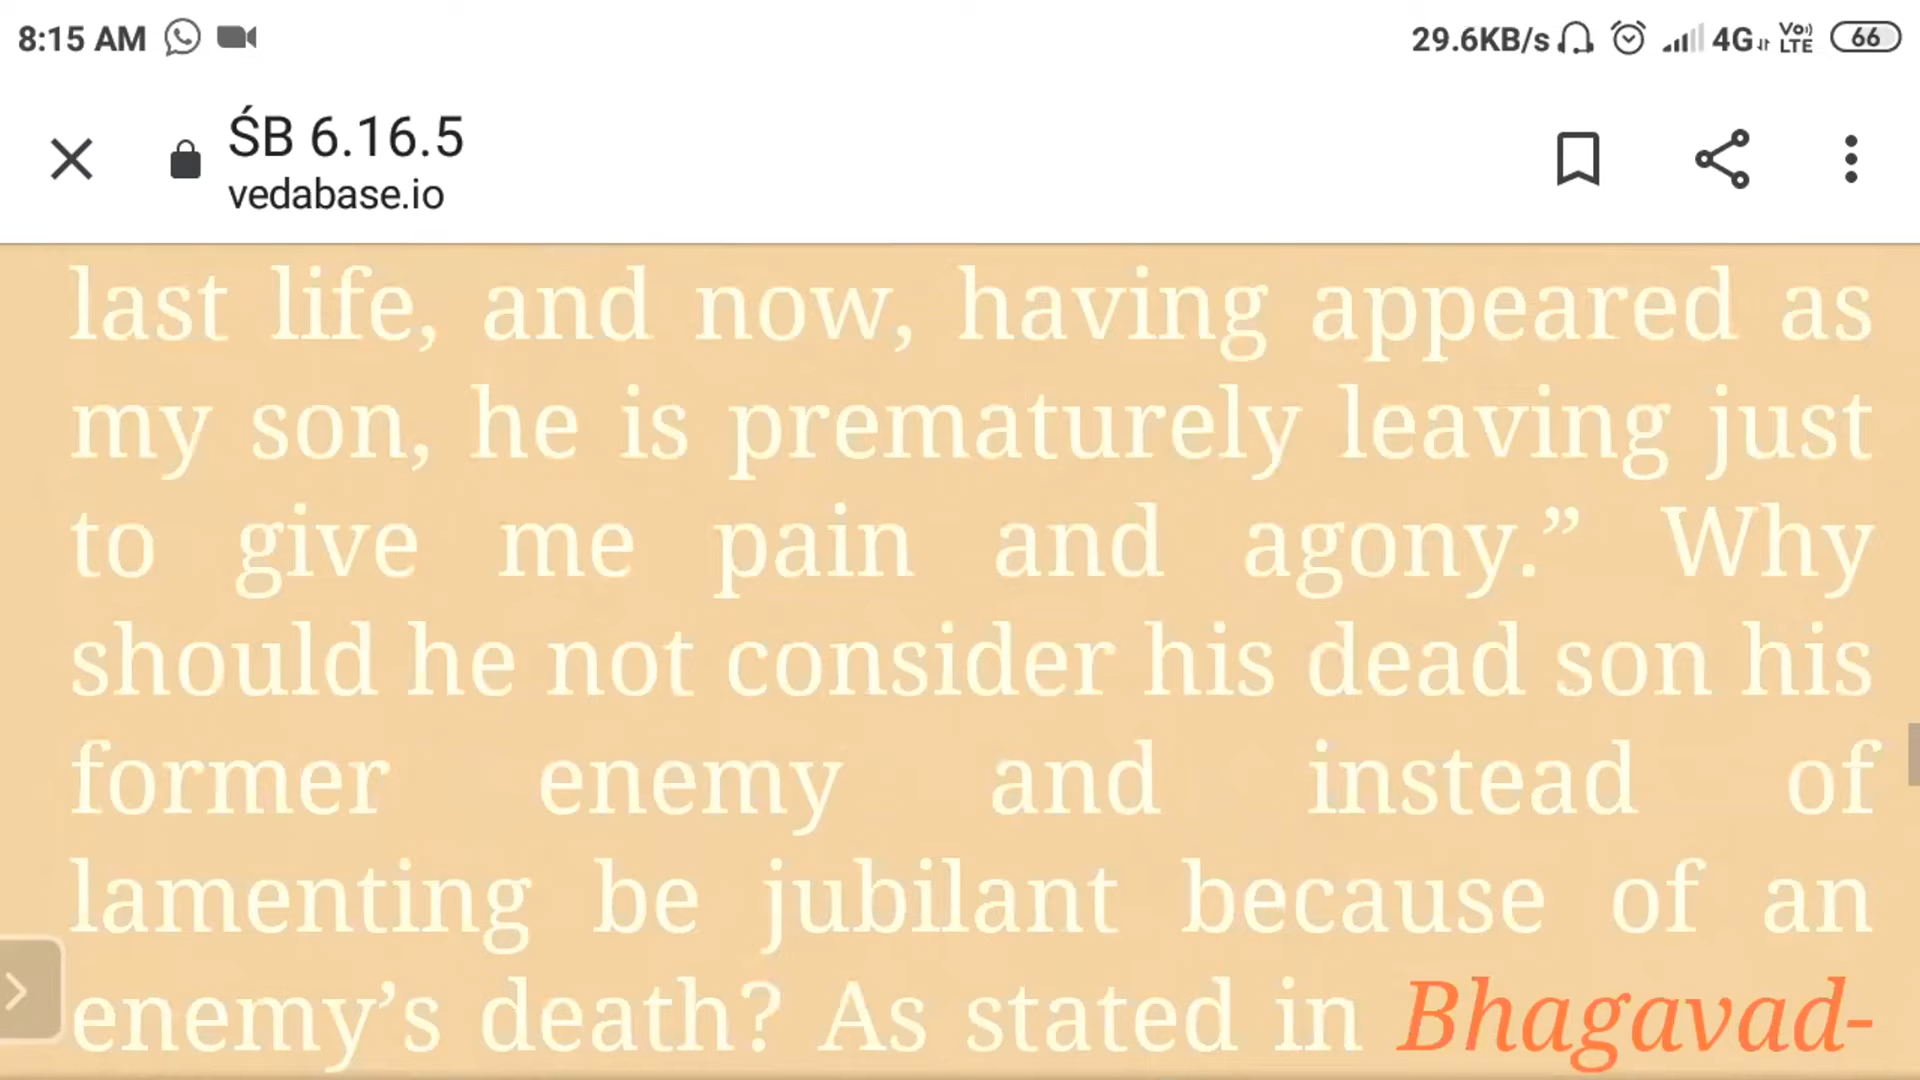 8:15 AM 29.6KB/s 4G Vo) LTE 66
ŚB 6.16.5
vedabase.io
last life, and now, having appeared as
my son, he is prematurely leaving just
to give me pain and agony.” Why
should he not consider his dead son his
former enemy and instead of
lamenting be jubilant because of an
enemy’s death? As stated in Bhagavad-